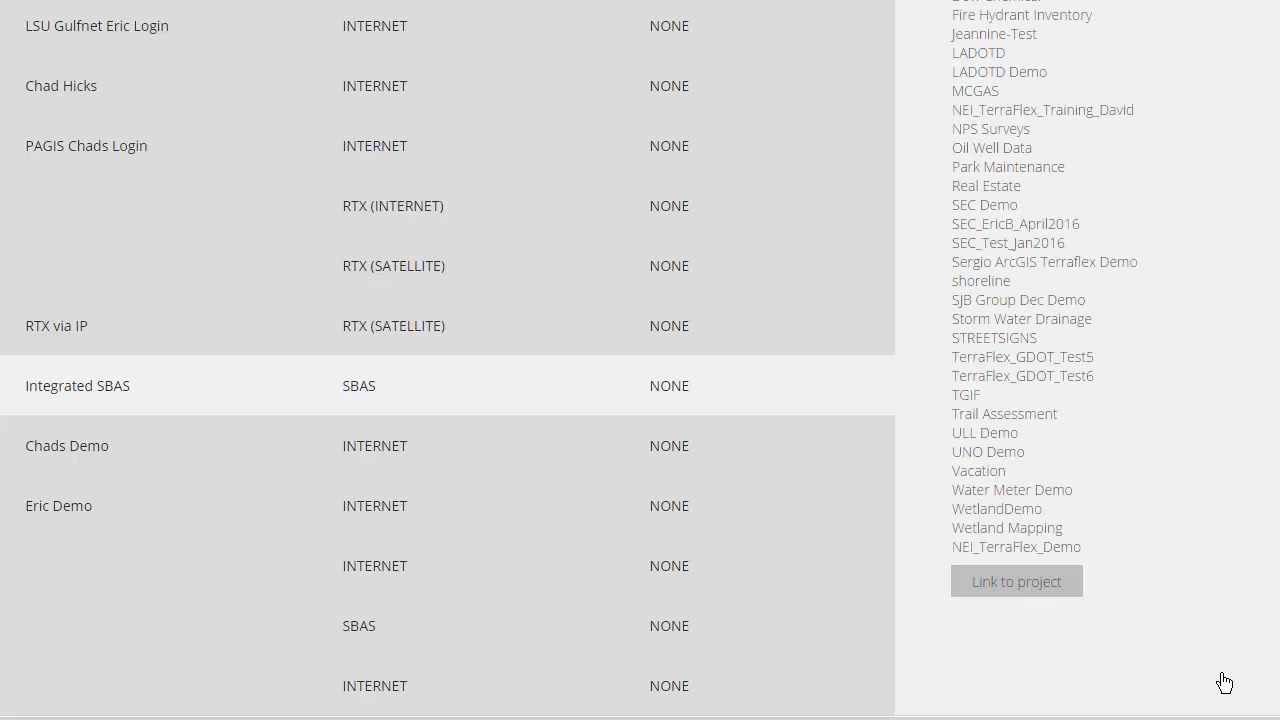 LSU Gulfnet Eric Login INTERNET NONE
Chad Hicks INTERNET NONE
PAGIS Chads Login INTERNET NONE
RTX (INTERNET) NONE
RTX (SATELLITE) NONE
RTX via IP RTX (SATELLITE) NONE
Integrated SBAS SBAS NONE
Chads Demo INTERNET NONE
Eric Demo INTERNET NONE
INTERNET NONE
SBAS NONE
INTERNET NONE
Fire Hydrant Inventory
Jeannine-Test
LADOTD
LADOTD Demo
MCGAS
NEI_TerraFlex_Training_David
NPS Surveys
Oil Well Data
Park Maintenance
Real Estate
SEC Demo
SEC_EricB_April2016
SEC_Test_Jan2016
Sergio ArcGIS Terraflex Demo
shoreline
SJB Group Dec Demo
Storm Water Drainage
STREETSIGNS
TerraFlex_GDOT_Test5
TerraFlex_GDOT_Test6
TGIF
Trail Assessment
ULL Demo
UNO Demo
Vacation
Water Meter Demo
WetlandDemo
Wetland Mapping
NEI_TerraFlex_Demo
Link to project